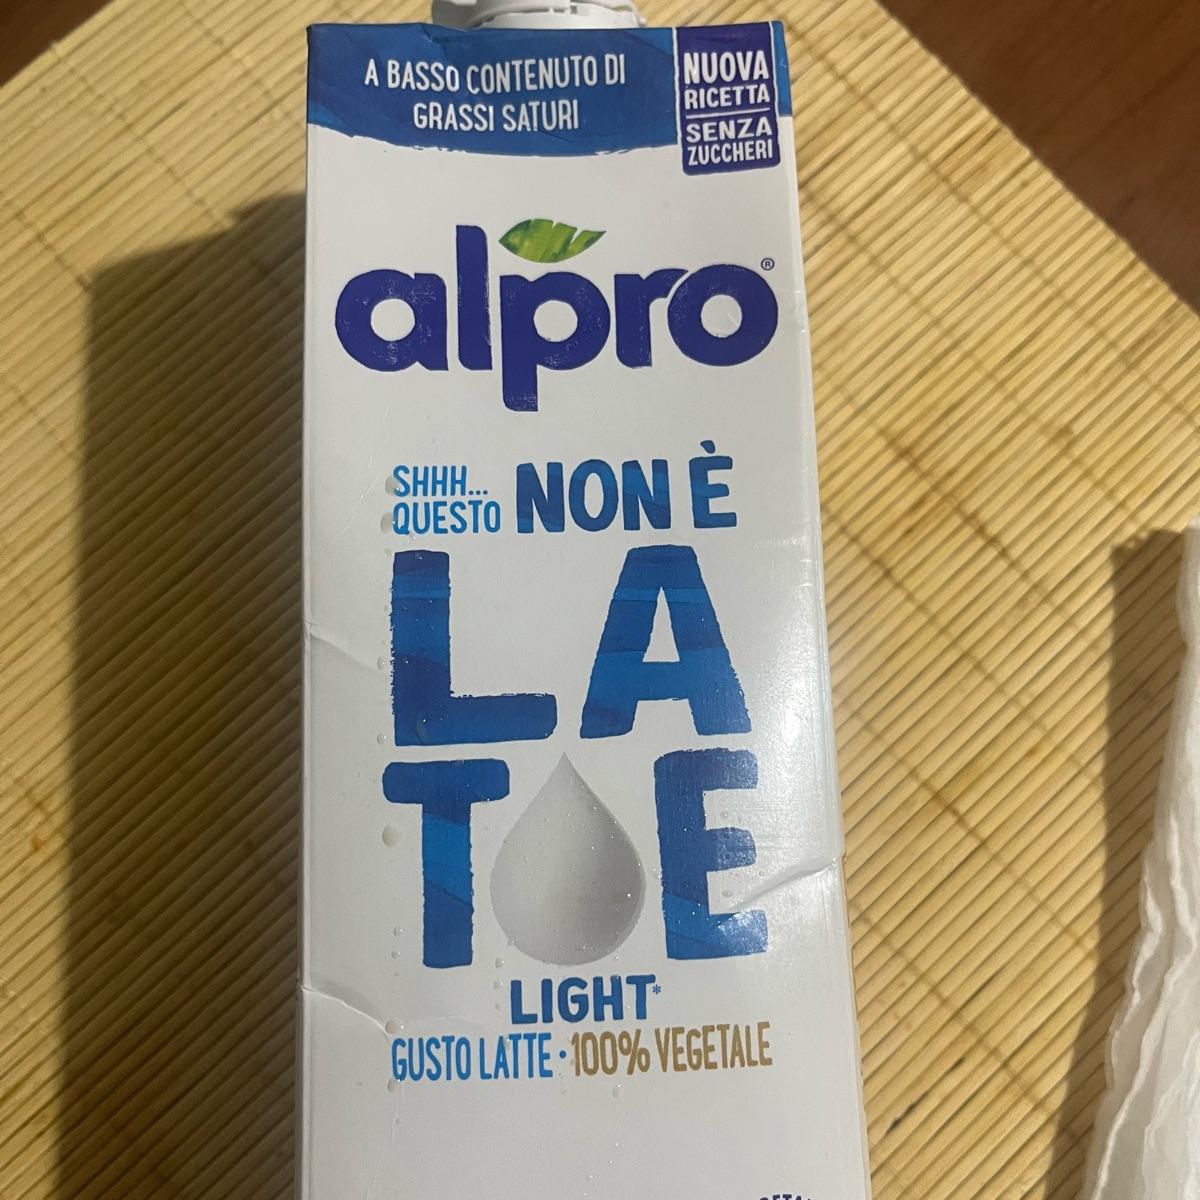 A BASSO CONTENUTO DI
GRASSI SATURI
NUOVA
RICETTA
SENZA
ZUCCHERI
alpro®
SHHH...
QUESTO
NON È
LA
T E
LIGHT*
GUSTO LATTE · 100% VEGETALE